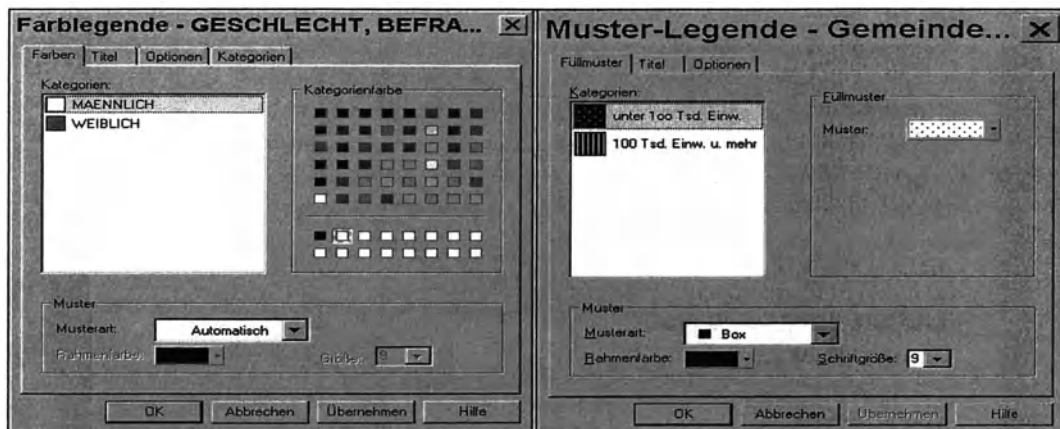 Farblegende - GESCHLECHT, BEFRA...
Farben Titel Optionen Kategorien
Kategorien:
MAENNLICH
WEIBLICH
Kategorienfarbe
Muster
Musterart: Automatisch
Rahmenfarbe: Größe: 9
OK Abbrechen Übernehmen Hilfe
Muster-Legende - Gemeinde...
Füllmuster Titel Optionen
Kategorien:
unter 1oo Tsd. Einw.
100 Tsd. Einw. u. mehr
Füllmuster
Muster:
Muster
Musterart: Box
Rahmenfarbe: Schriftgröße: 9
OK Abbrechen Übernehmen Hilfe